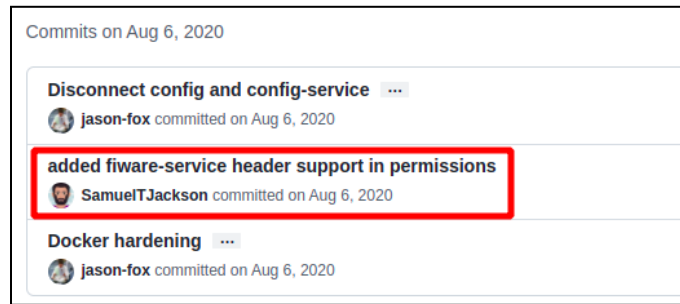 Commits on Aug 6, 2020
Disconnect config and config-service ...
jason-fox committed on Aug 6, 2020
added fiware-service header support in permissions
SamuelTJackson committed on Aug 6, 2020
Docker hardening ...
jason-fox committed on Aug 6, 2020